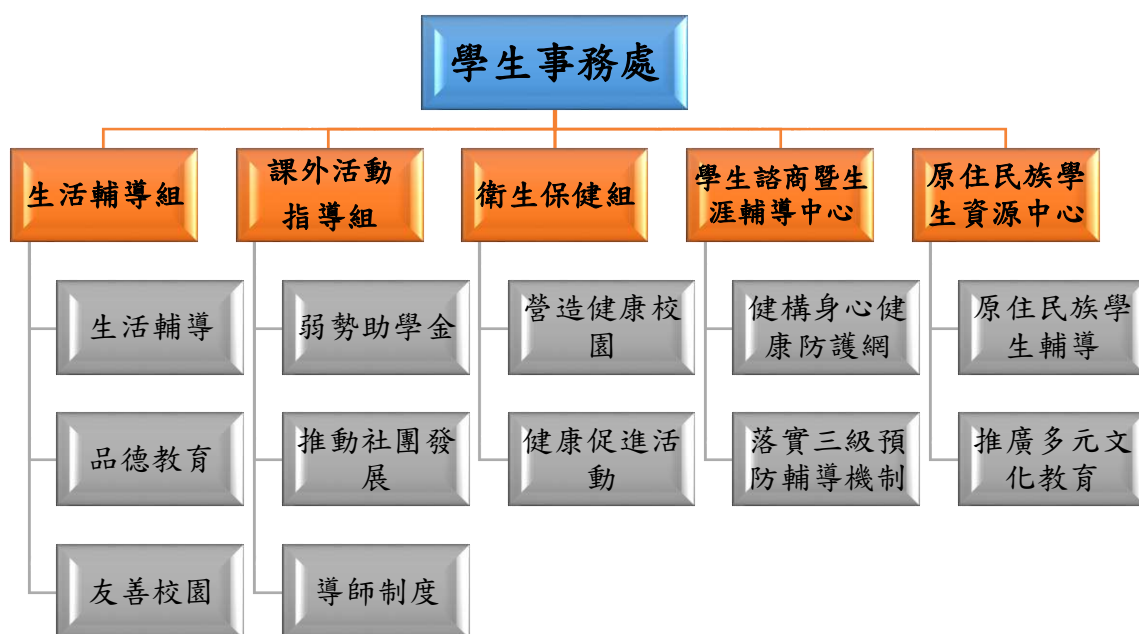 學生事務處
生活輔導組
課外活動
指導組
衛生保健組
學生諮商暨生
涯輔導中心
原住民族學
生資源中心
生活輔導
弱勢助學金
營造健康校
園
健構身心健
康防護網
原住民族學
生輔導
品德教育
推動社團發
展
健康促進活
動
落實三級預
防輔導機制
推廣多元文
化教育
友善校園
導師制度